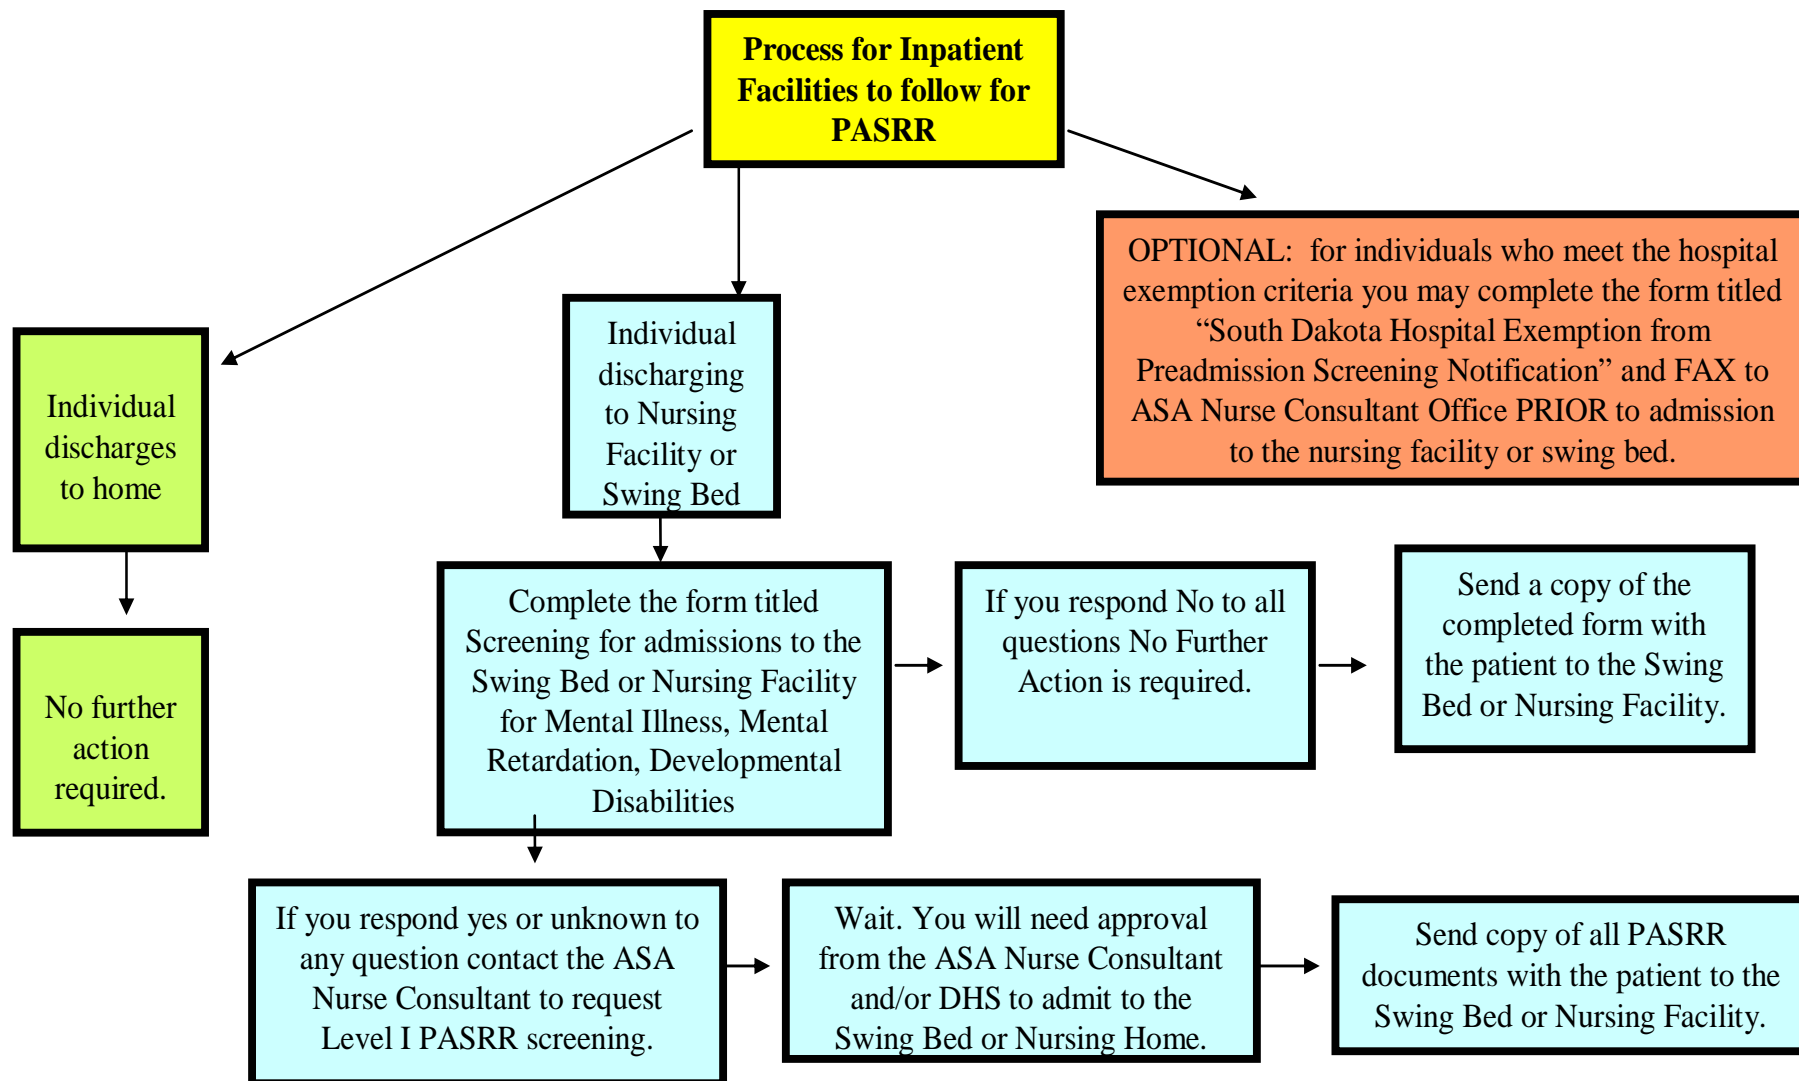 Process for Inpatient
Facilities to follow for
PASRR
OPTIONAL:  for individuals who meet the hospital
exemption criteria you may complete the form titled
“South Dakota Hospital Exemption from
Preadmission Screening Notification” and FAX to
ASA Nurse Consultant Office PRIOR to admission
to the nursing facility or swing bed.
Individual
discharging
to Nursing
Facility or
Swing Bed
Individual
discharges
to home
No further
action
required.
Complete the form titled
Screening for admissions to the
Swing Bed or Nursing Facility
for Mental Illness, Mental
Retardation, Developmental
Disabilities
If you respond No to all
questions No Further
Action is required.
Send a copy of the
completed form with
the patient to the Swing
Bed or Nursing Facility.
If you respond yes or unknown to
any question contact the ASA
Nurse Consultant to request
Level I PASRR screening.
Wait. You will need approval
from the ASA Nurse Consultant
and/or DHS to admit to the
Swing Bed or Nursing Home.
Send copy of all PASRR
documents with the patient to the
Swing Bed or Nursing Facility.